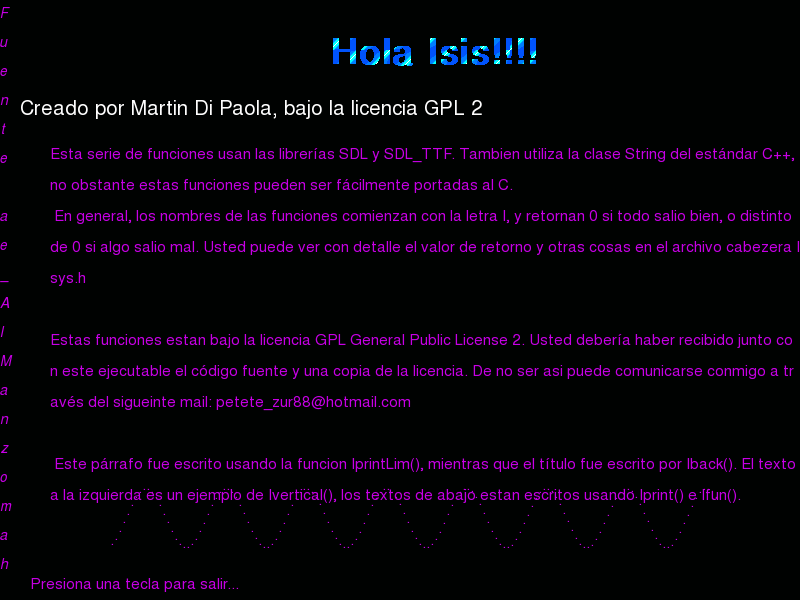 Hola Isis!!!!
Creado por Martin Di Paola, bajo la licencia GPL 2
Esta serie de funciones usan las librerías SDL y SDL_TTF. Tambien utiliza la clase String del estándar C++,
no obstante estas funciones pueden ser fácilmente portadas al C.
En general, los nombres de las funciones comienzan con la letra I, y retornan 0 si todo salio bien, o distinto
de 0 si algo salio mal. Usted puede ver con detalle el valor de retorno y otras cosas en el archivo cabezera I
sys.h
Estas funciones estan bajo la licencia GPL General Public License 2. Usted debería haber recibido junto co
n este ejecutable el código fuente y una copia de la licencia. De no ser asi puede comunicarse conmigo a tr
avés del sigueinte mail: petete_zur88@hotmail.com
Este párrafo fue escrito usando la funcion IprintLim(), mientras que el título fue escrito por Iback(). El texto
a la izquierda es un ejemplo de Ivertical(), los textos de abajo estan escritos usando Iprint() e Ifun().
Presiona una tecla para salir...
Fuente ae_AlManzomah